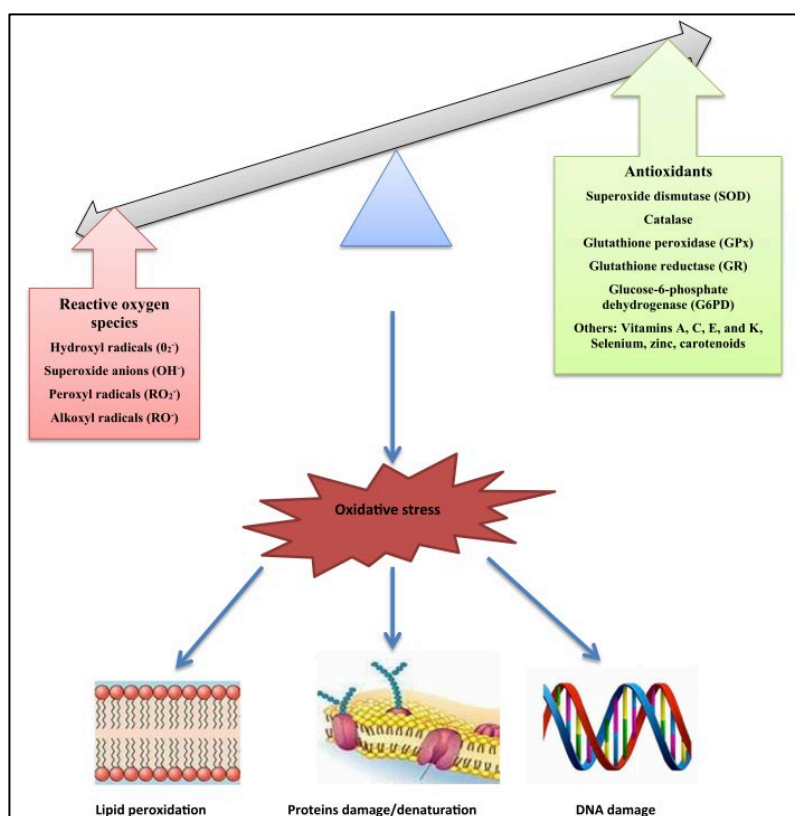 Antioxidants
Superoxide dismutase (SOD)
Catalase
Glutathione peroxidase (GPx)
Glutathione reductase (GR)
Glucose-6-phosphate
dehydrogenase (G6PD)
Others: Vitamins A, C, E, and K,
Selenium, zinc, carotenoids
Reactive oxygen
species
Hydroxyl radicals (0₂⁻)
Superoxide anions (OH⁻)
Peroxyl radicals (RO₂⁻)
Alkoxyl radicals (RO⁻)
Oxidative stress
Lipid peroxidation
Proteins damage/denaturation
DNA damage